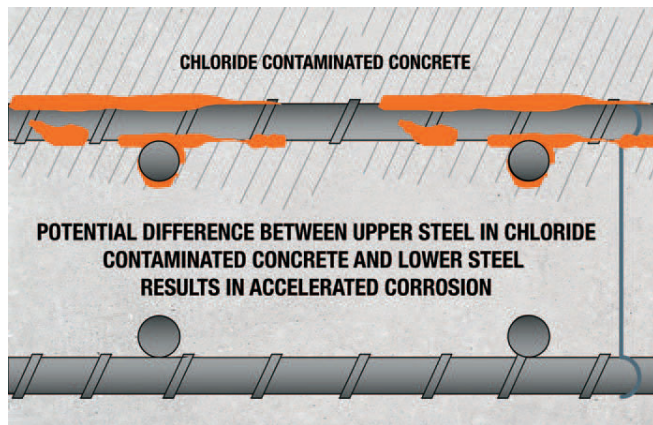 CHLORIDE CONTAMINATED CONCRETE
POTENTIAL DIFFERENCE BETWEEN UPPER STEEL IN CHLORIDE
CONTAMINATED CONCRETE AND LOWER STEEL
RESULTS IN ACCELERATED CORROSION